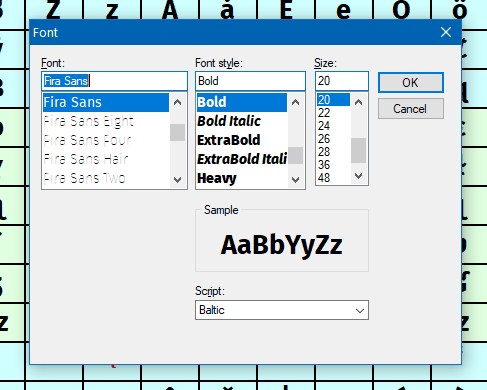 Z z Å å E e O ö
Font
Font: Font style: Size:
Fira Sans Bold 20 OK
Fira Sans Bold 20
Fira Sans Eight Bold Italic 22
Fira Sans Four ExtraBold 24
Fira Sans Hair ExtraBold Itali 26
Fira Sans Two Heavy 28
36
48
Cancel
Sample
AaBbYyZz
Script:
Baltic